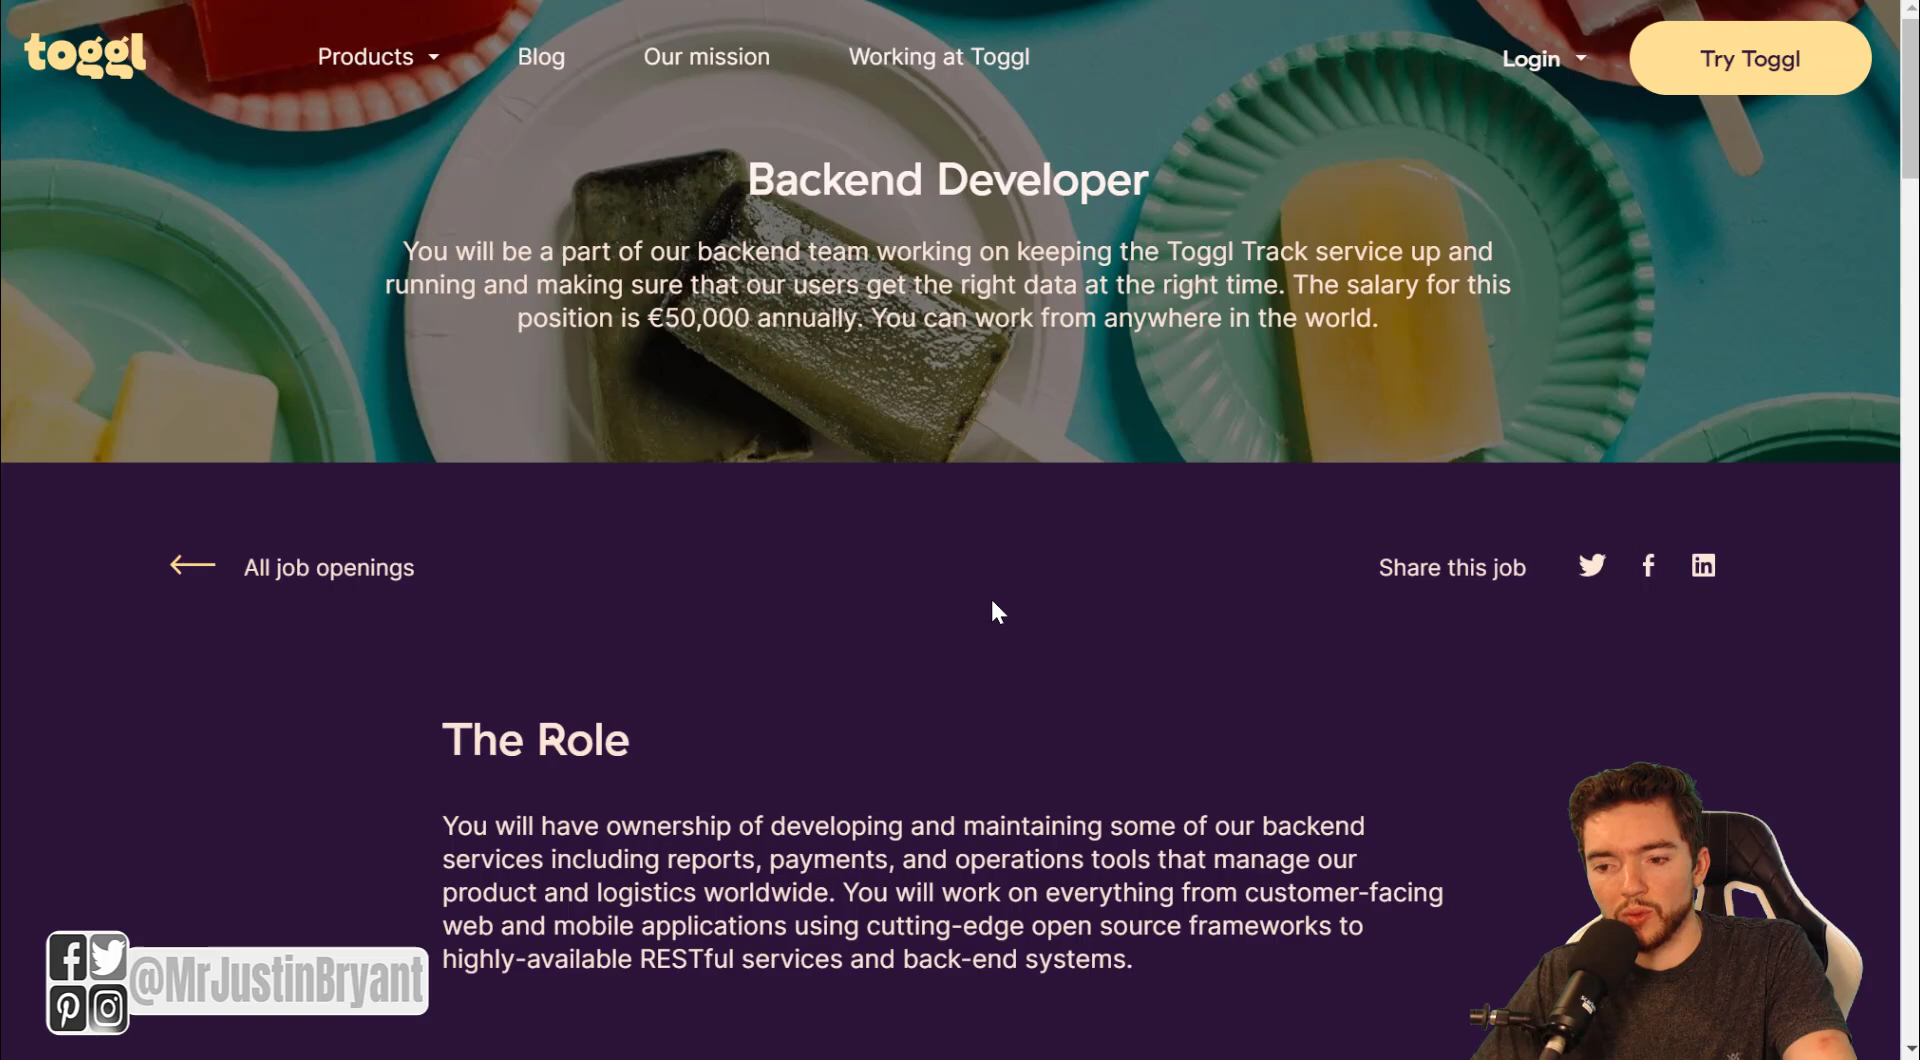 toggl
Products
Blog
Our mission
Working at Toggl
Login
Try Toggl
Backend Developer
You will be a part of our backend team working on keeping the Toggl Track service up and
running and making sure that our users get the right data at the right time. The salary for this
position is €50,000 annually. You can work from anywhere in the world.
All job openings
Share this job
The Role
You will have ownership of developing and maintaining some of our backend
services including reports, payments, and operations tools that manage our
product and logistics worldwide. You will work on everything from customer-facing
web and mobile applications using cutting-edge open source frameworks to
highly-available RESTful services and back-end systems.
@MrJustinBryant